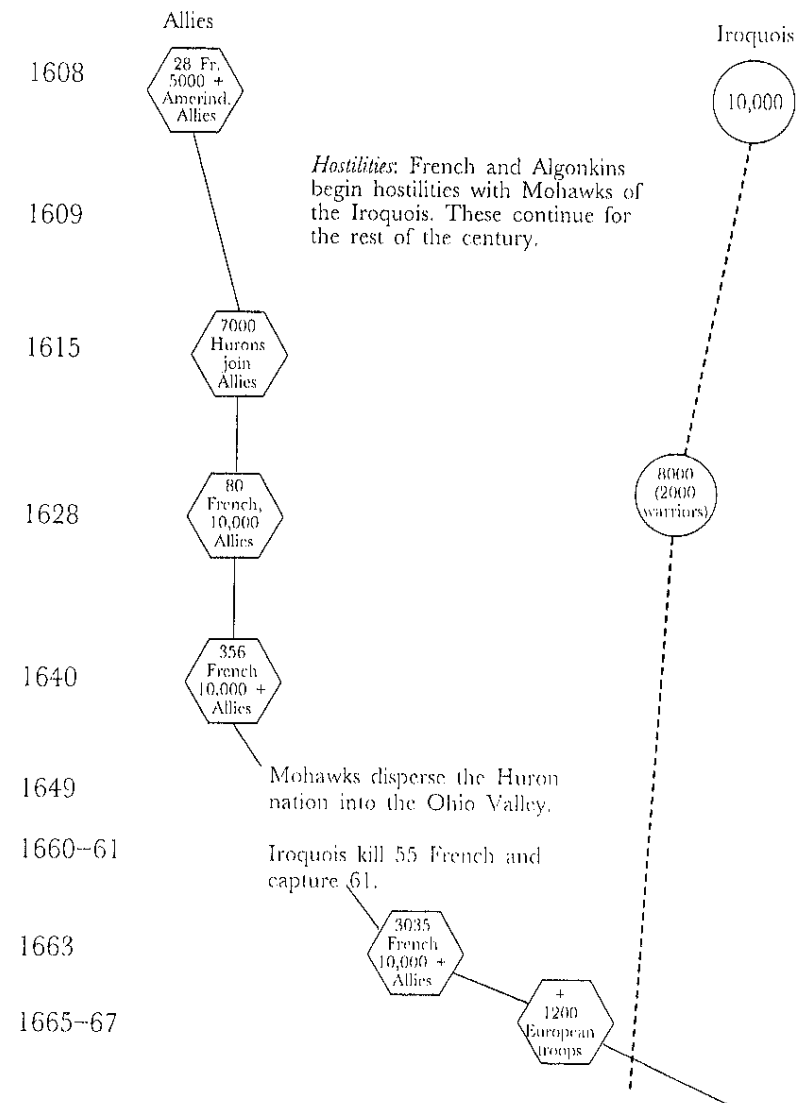 Allies
Iroquois
1608
28 Fr.
5000 +
Amerind.
Allies
10,000
Hostilities: French and Algonkins
begin hostilities with Mohawks of
the Iroquois. These continue for
the rest of the century.
1609
1615
7000
Hurons
join
Allies
1628
80
French,
10,000
Allies
8000
(2000
warriors)
1640
356
French
10,000 +
Allies
1649
Mohawks disperse the Huron
nation into the Ohio Valley.
1660-61
Iroquois kill 55 French and
capture 61.
1663
3035
French
10,000 +
Allies
1665-67
+
1200
European
troops